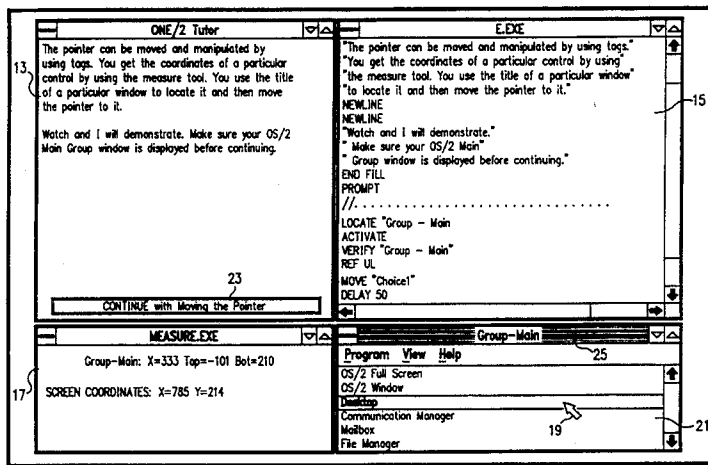 ONE/2 Tutor
13
The pointer can be moved and manipulated by
using tags. You get the coordinates of a particular
control by using the measure tool. You use the title
of a particular window to locate it and then move
the pointer to it.
Watch and I will demonstrate. Make sure your OS/2
Main Group window is displayed before continuing.
23
CONTINUE with Moving the Pointer
E.EXE
15
"The pointer can be moved and manipulated by using tags."
"You get the coordinates of a particular control by using"
"the measure tool. You use the title of a particular window"
"to locate it and then move the pointer to it."
NEWLINE
NEWLINE
"Watch and I will demonstrate."
" Make sure your OS/2 Main"
" Group window is displayed before continuing."
END FILL
PROMPT
//. . . . . . . . . . . . . . . . . . . . . . . . . . . . . . . .
LOCATE "Group – Main
ACTIVATE
VERIFY "Group – Main"
REF UL
MOVE "Choice1"
DELAY 50
MEASURE.EXE
17
Group-Main: X=333 Top=-101 Bot=210
SCREEN COORDINATES: X=785 Y=214
Group-Main
25
Program View Help
OS/2 Full Screen
OS/2 Window
Desktop
Communication Manager
19
21
Mailbox
File Manager